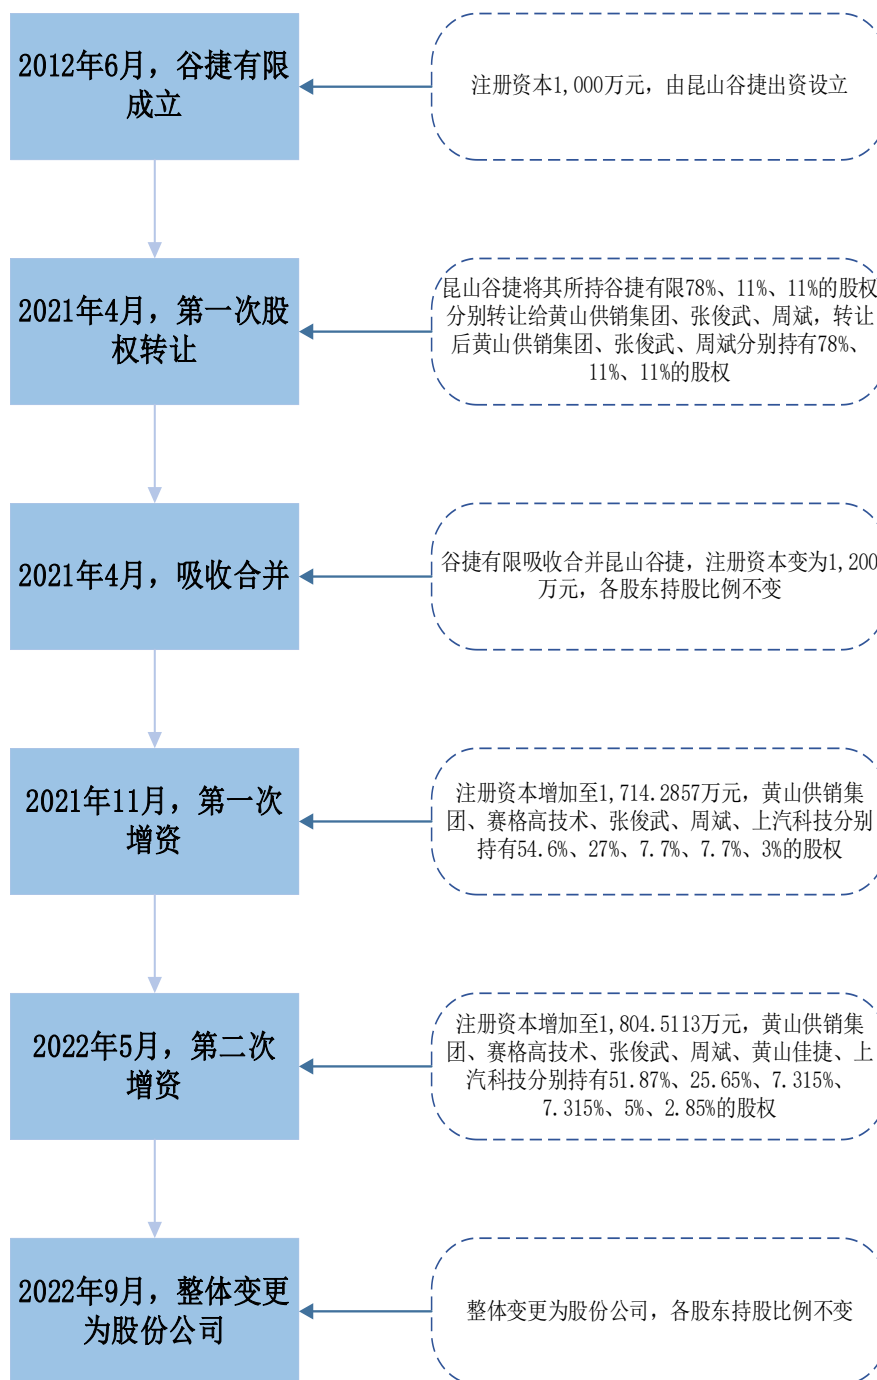 2012年6月，谷捷有限
成立
注册资本1,000万元，由昆山谷捷出资设立
2021年4月，第一次股
权转让
昆山谷捷将其所持谷捷有限78%、11%、11%的股权
分别转让给黄山供销集团、张俊武、周斌，转让
后黄山供销集团、张俊武、周斌分别持有78%、
11%、11%的股权
2021年4月，吸收合并
谷捷有限吸收合并昆山谷捷，注册资本变为1,200
万元，各股东持股比例不变
2021年11月，第一次
增资
注册资本增加至1,714.2857万元，黄山供销集
团、赛格高技术、张俊武、周斌、上汽科技分别
持有54.6%、27%、7.7%、7.7%、3%的股权
2022年5月，第二次
增资
注册资本增加至1,804.5113万元，黄山供销集
团、赛格高技术、张俊武、周斌、黄山佳捷、上
汽科技分别持有51.87%、25.65%、7.315%、
7.315%、5%、2.85%的股权
2022年9月，整体变更
为股份公司
整体变更为股份公司，各股东持股比例不变